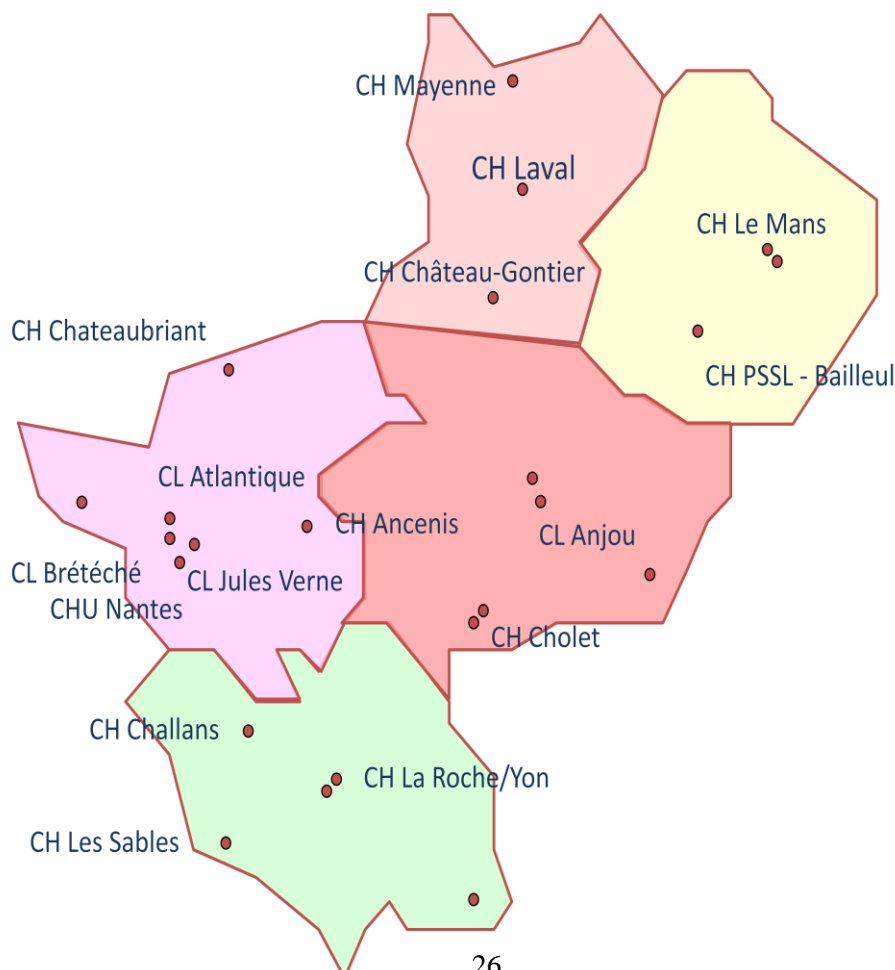 CH Mayenne
CH Laval
CH Le Mans
CH Château-Gontier
CH Chateaubriant
CH PSSL - Bailleul
CL Atlantique
CH Ancenis
CL Anjou
CL Brétéché
CL Jules Verne
CHU Nantes
CH Cholet
CH Challans
CH La Roche/Yon
CH Les Sables
26